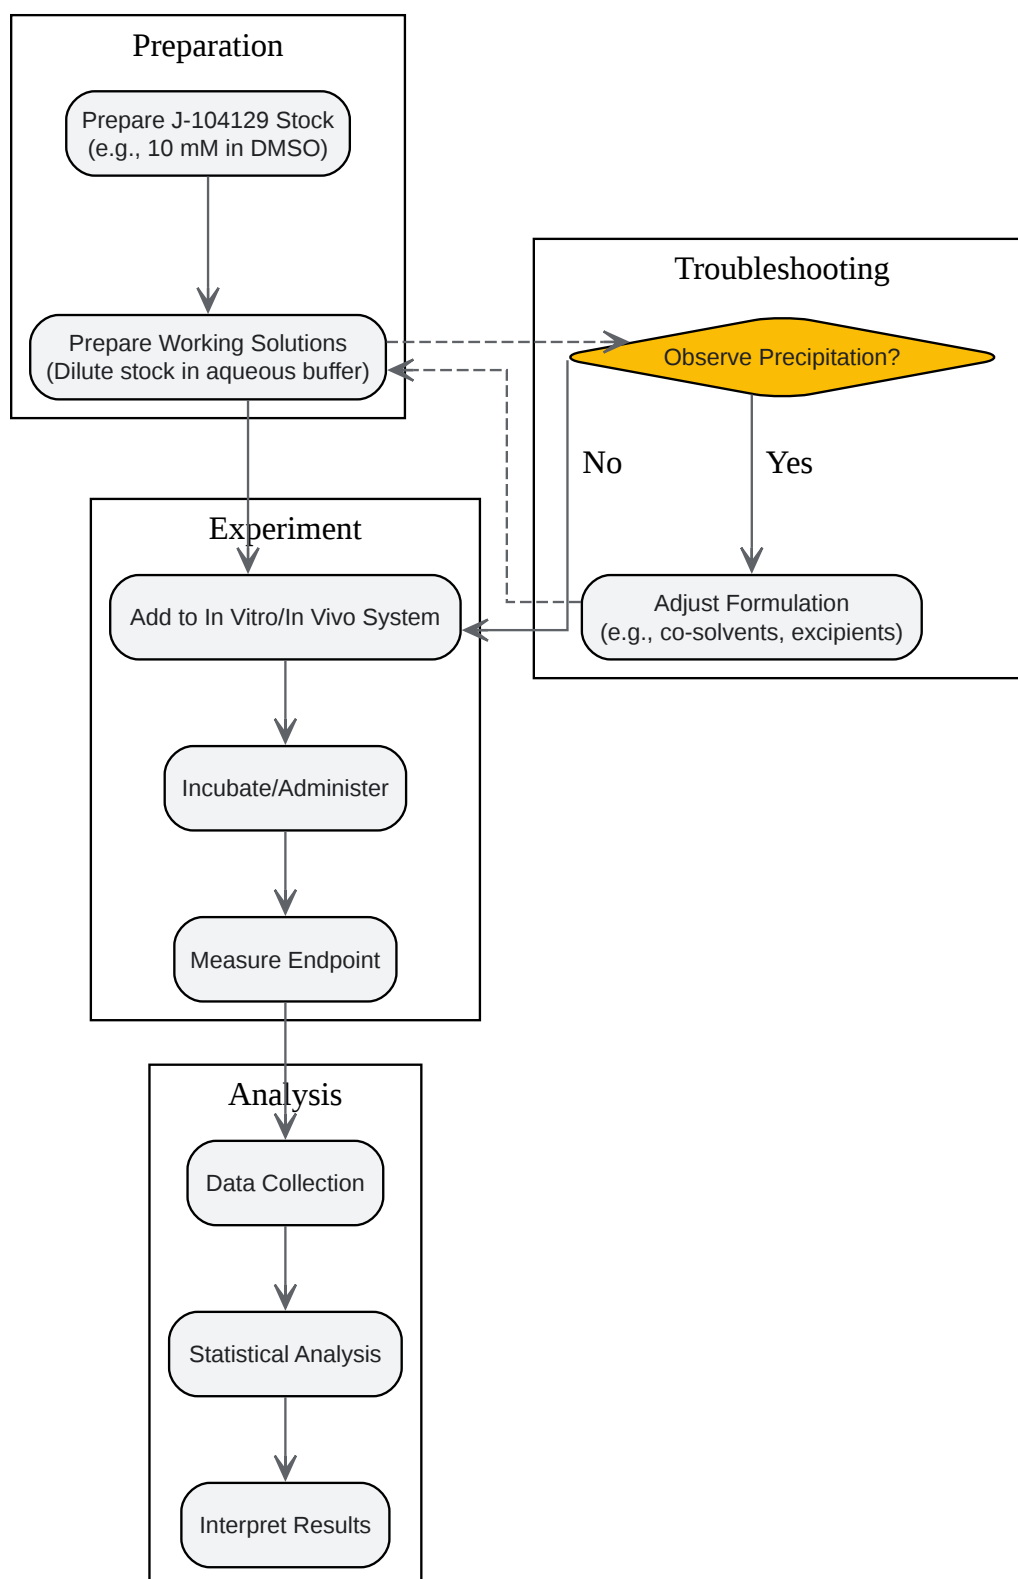 Preparation
Prepare J-104129 Stock
(e.g., 10 mM in DMSO)
Prepare Working Solutions
(Dilute stock in aqueous buffer)
Troubleshooting
Observe Precipitation?
No
Yes
Adjust Formulation
(e.g., co-solvents, excipients)
Experiment
Add to In Vitro/In Vivo System
Incubate/Administer
Measure Endpoint
Analysis
Data Collection
Statistical Analysis
Interpret Results